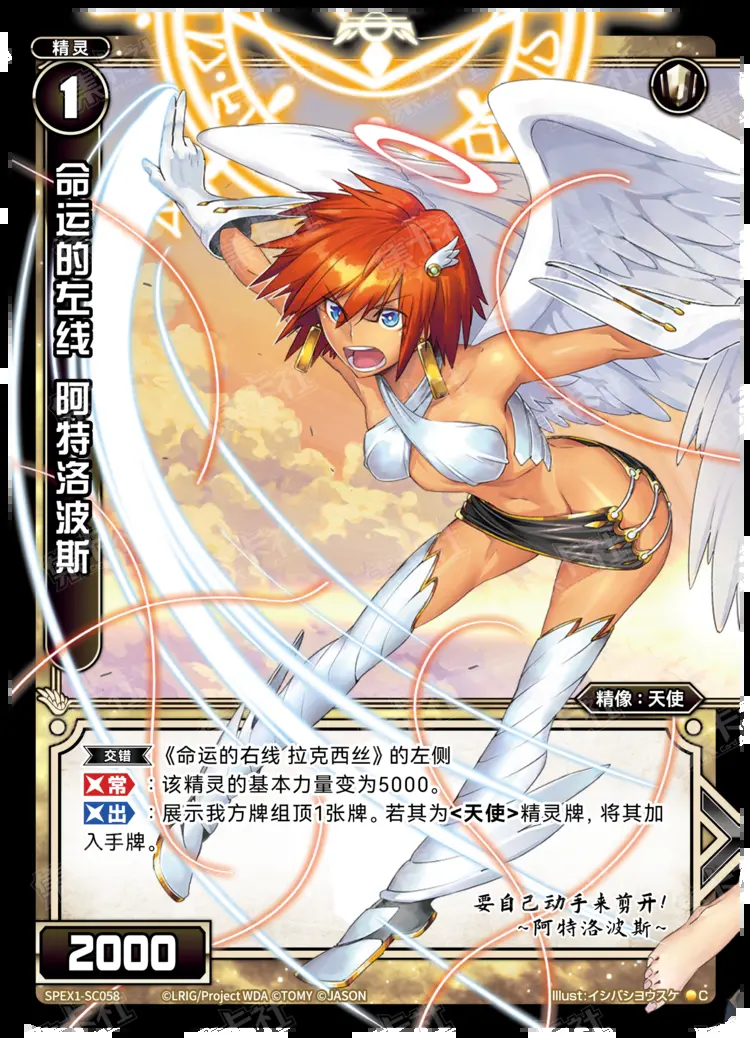 精灵
1
命运的左线 阿特洛波斯
精像:天使
交错 《命运的右线 拉克西丝》的左侧
常 :该精灵的基本力量变为5000。
出 :展示我方牌组顶1张牌。若其为<天使>精灵牌, 将其加
入手牌。
要自己动手来剪开!
~阿特洛波斯~
2000
SPEX1-SC058 ©LRIG/Project WDA ©TOMY ©JASON Illust:イシバシヨウスケ C
集卡社